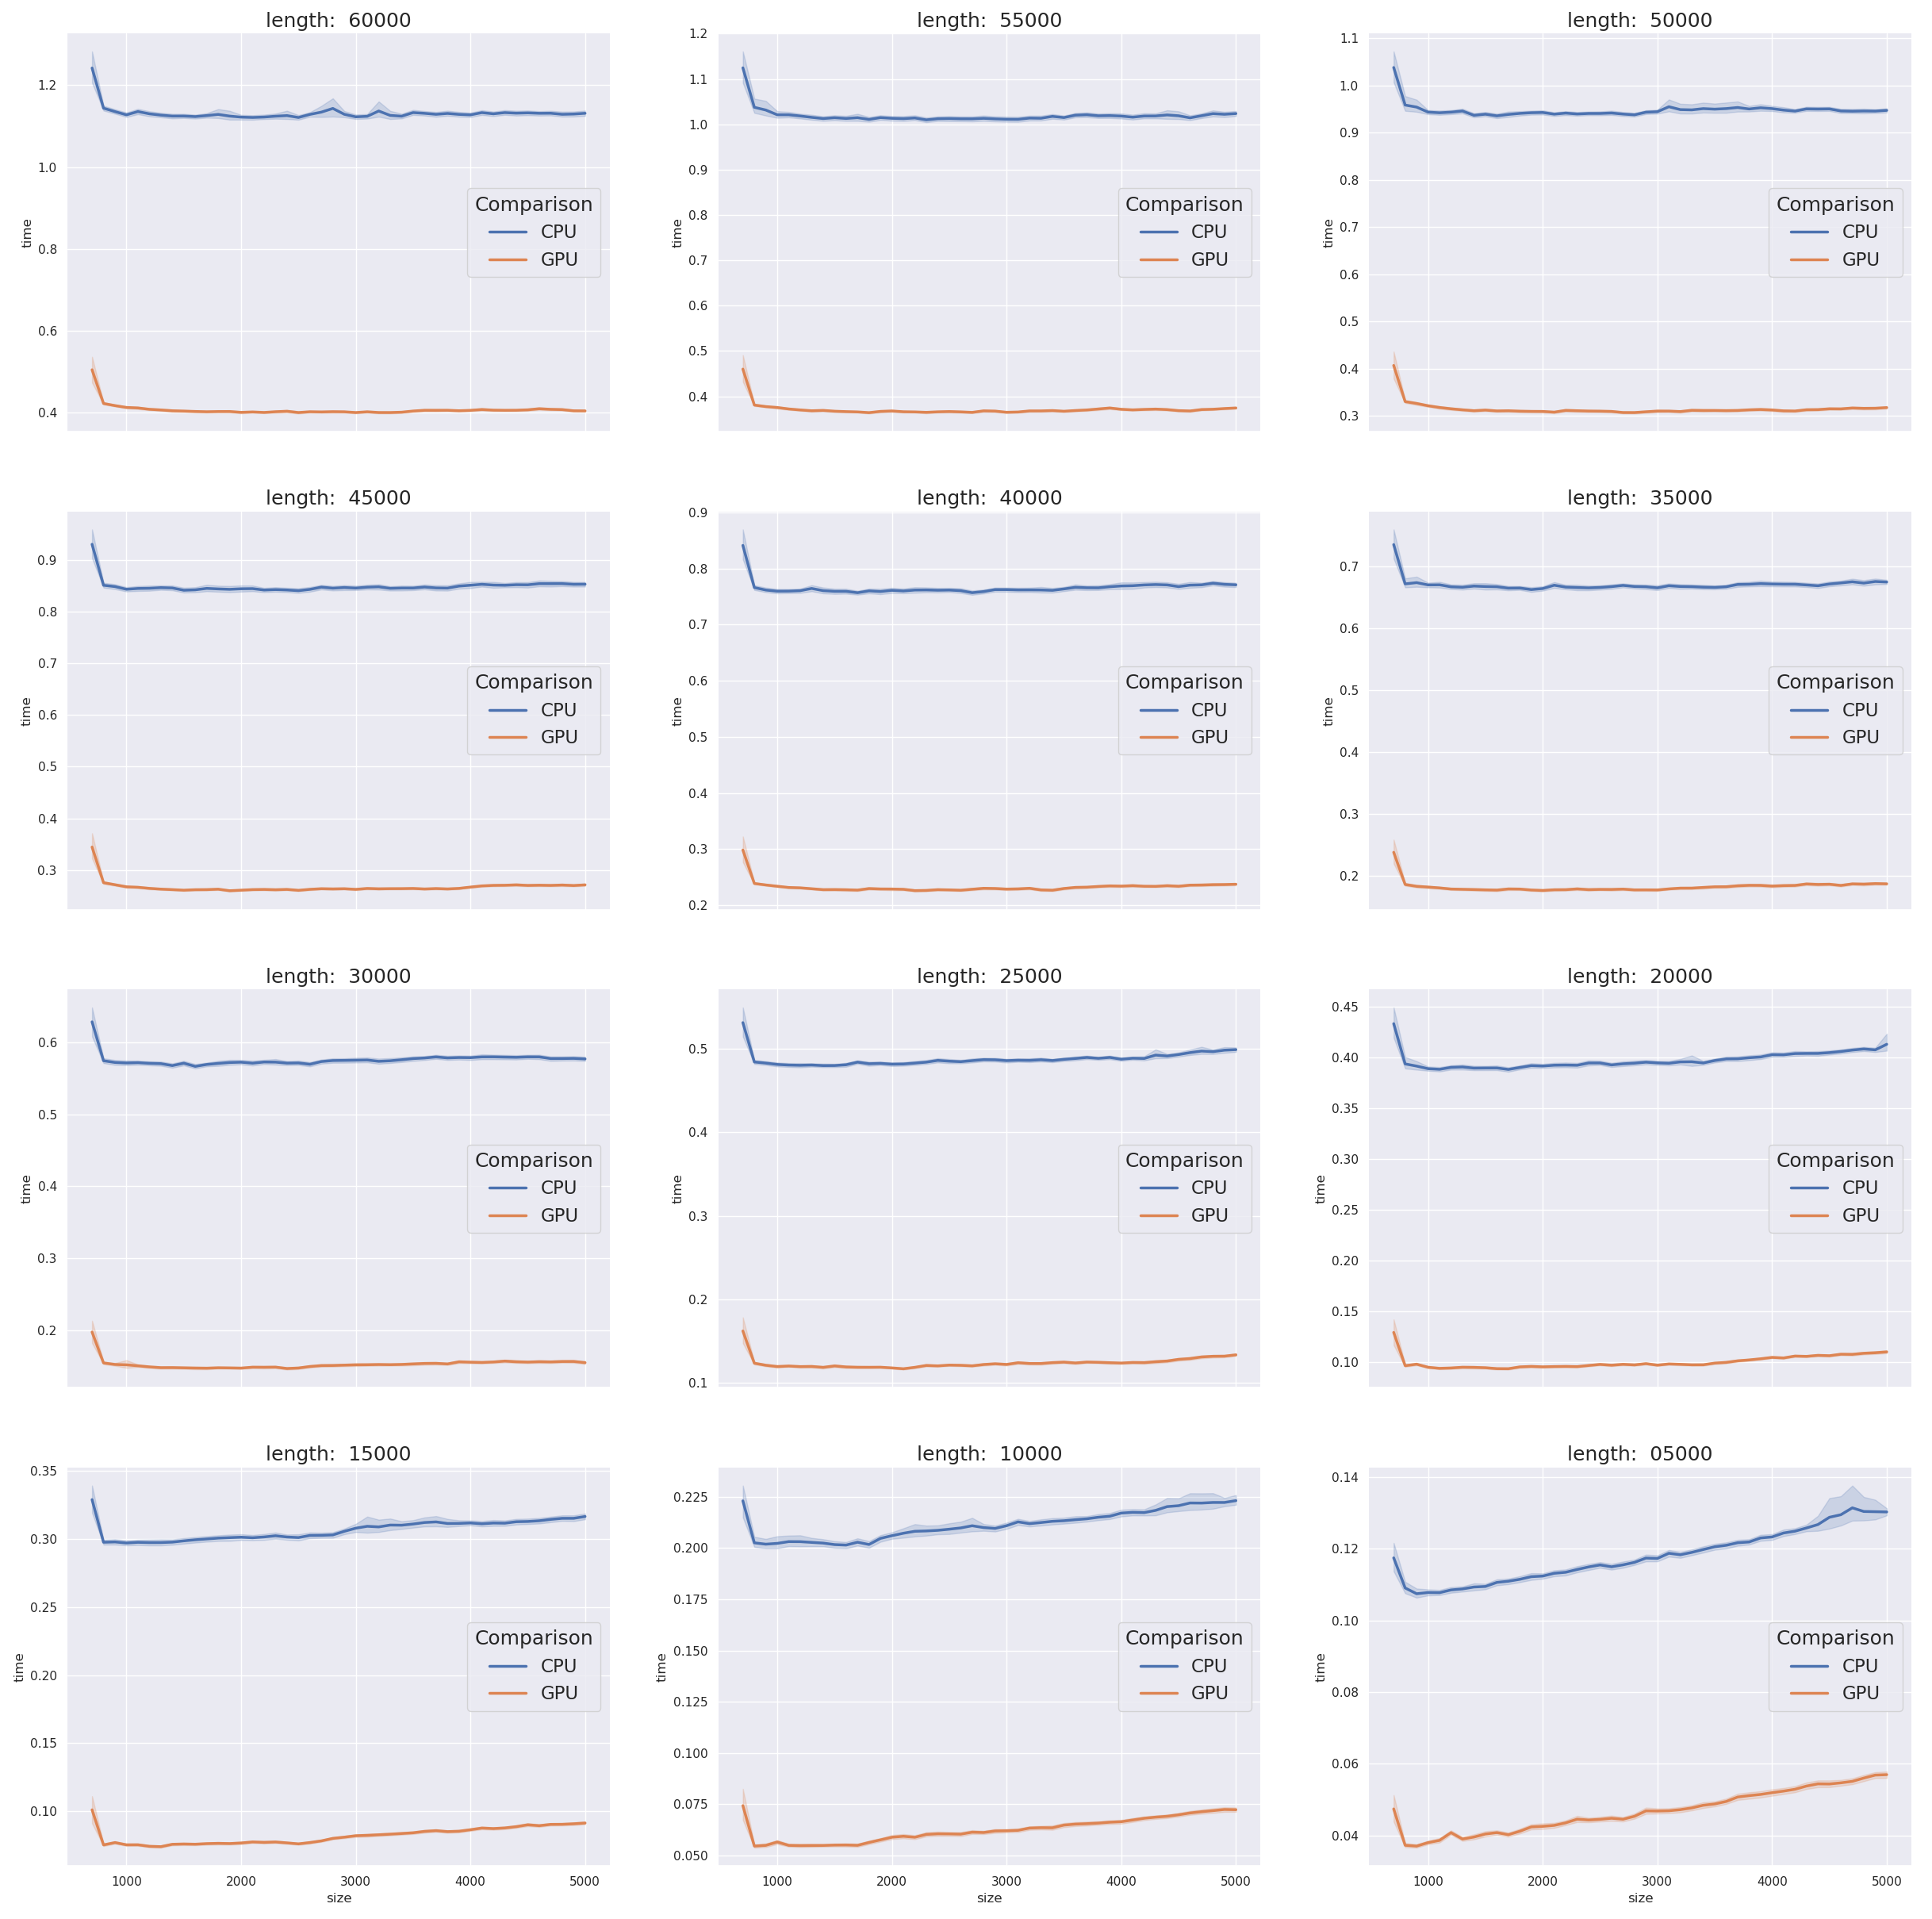 length:  60000
1.2
1.0
0.8
0.6
0.4
time
Comparison
CPU
GPU
length:  55000
1.2
1.1
1.0
0.9
0.8
0.7
0.6
0.5
0.4
time
Comparison
CPU
GPU
length:  50000
1.1
1.0
0.9
0.8
0.7
0.6
0.5
0.4
0.3
time
Comparison
CPU
GPU
length:  45000
0.9
0.8
0.7
0.6
0.5
0.4
0.3
time
Comparison
CPU
GPU
length:  40000
0.9
0.8
0.7
0.6
0.5
0.4
0.3
0.2
time
Comparison
CPU
GPU
length:  35000
0.7
0.6
0.5
0.4
0.3
0.2
time
Comparison
CPU
GPU
length:  30000
0.6
0.5
0.4
0.3
0.2
time
Comparison
CPU
GPU
length:  25000
0.5
0.4
0.3
0.2
0.1
time
Comparison
CPU
GPU
length:  20000
0.45
0.40
0.35
0.30
0.25
0.20
0.15
0.10
time
Comparison
CPU
GPU
length:  15000
0.35
0.30
0.25
0.20
0.15
0.10
time
Comparison
CPU
GPU
1000 2000 3000 4000 5000
size
length:  10000
0.225
0.200
0.175
0.150
0.125
0.100
0.075
0.050
time
Comparison
CPU
GPU
1000 2000 3000 4000 5000
size
length:  05000
0.14
0.12
0.10
0.08
0.06
0.04
time
Comparison
CPU
GPU
1000 2000 3000 4000 5000
size